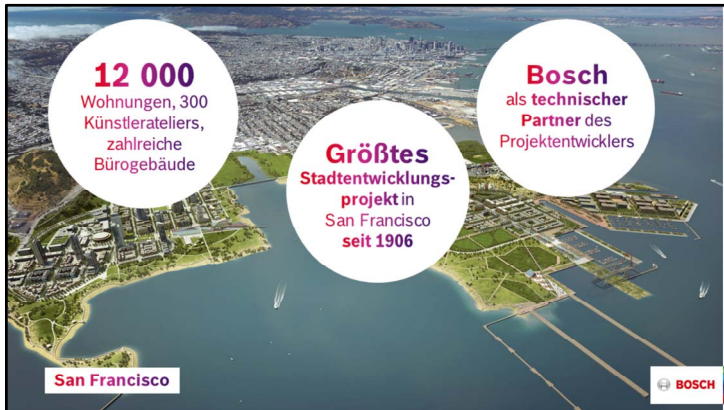 12 000
Wohnungen, 300
Künstlerateliers,
zahlreiche
Bürogebäude
Größtes
Stadtentwicklungs-
projekt in
San Francisco
seit 1906
Bosch
als technischer
Partner des
Projektentwicklers
San Francisco
BOSCH